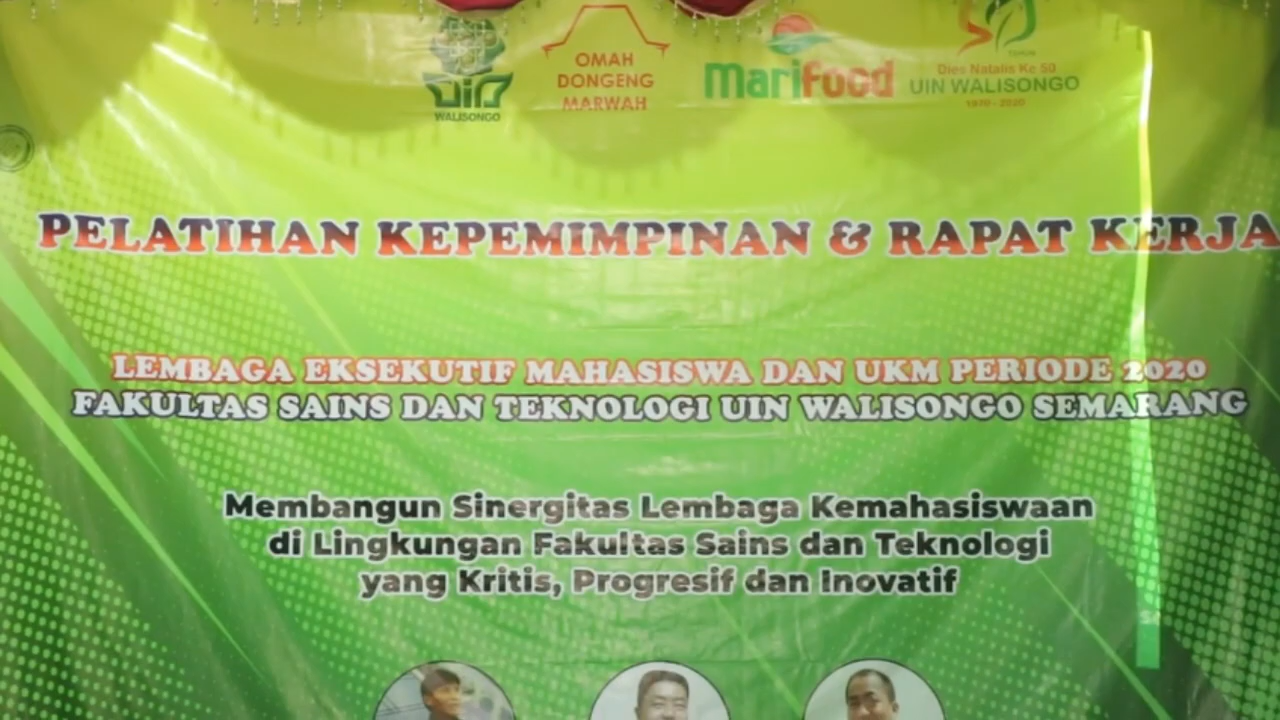 UIN
WALISONGO
OMAH
DONGENG
MARWAH
Marifood
50
TAHUN
Dies Natalis Ke 50
UIN WALISONGO
1970 - 2020
PELATIHAN KEPEMIMPINAN & RAPAT KERJA
LEMBAGA EKSEKUTIF MAHASISWA DAN UKM PERIODE 2020
FAKULTAS SAINS DAN TEKNOLOGI UIN WALISONGO SEMARANG
Membangun Sinergitas Lembaga Kemahasiswaan
di Lingkungan Fakultas Sains dan Teknologi
yang Kritis, Progresif dan Inovatif